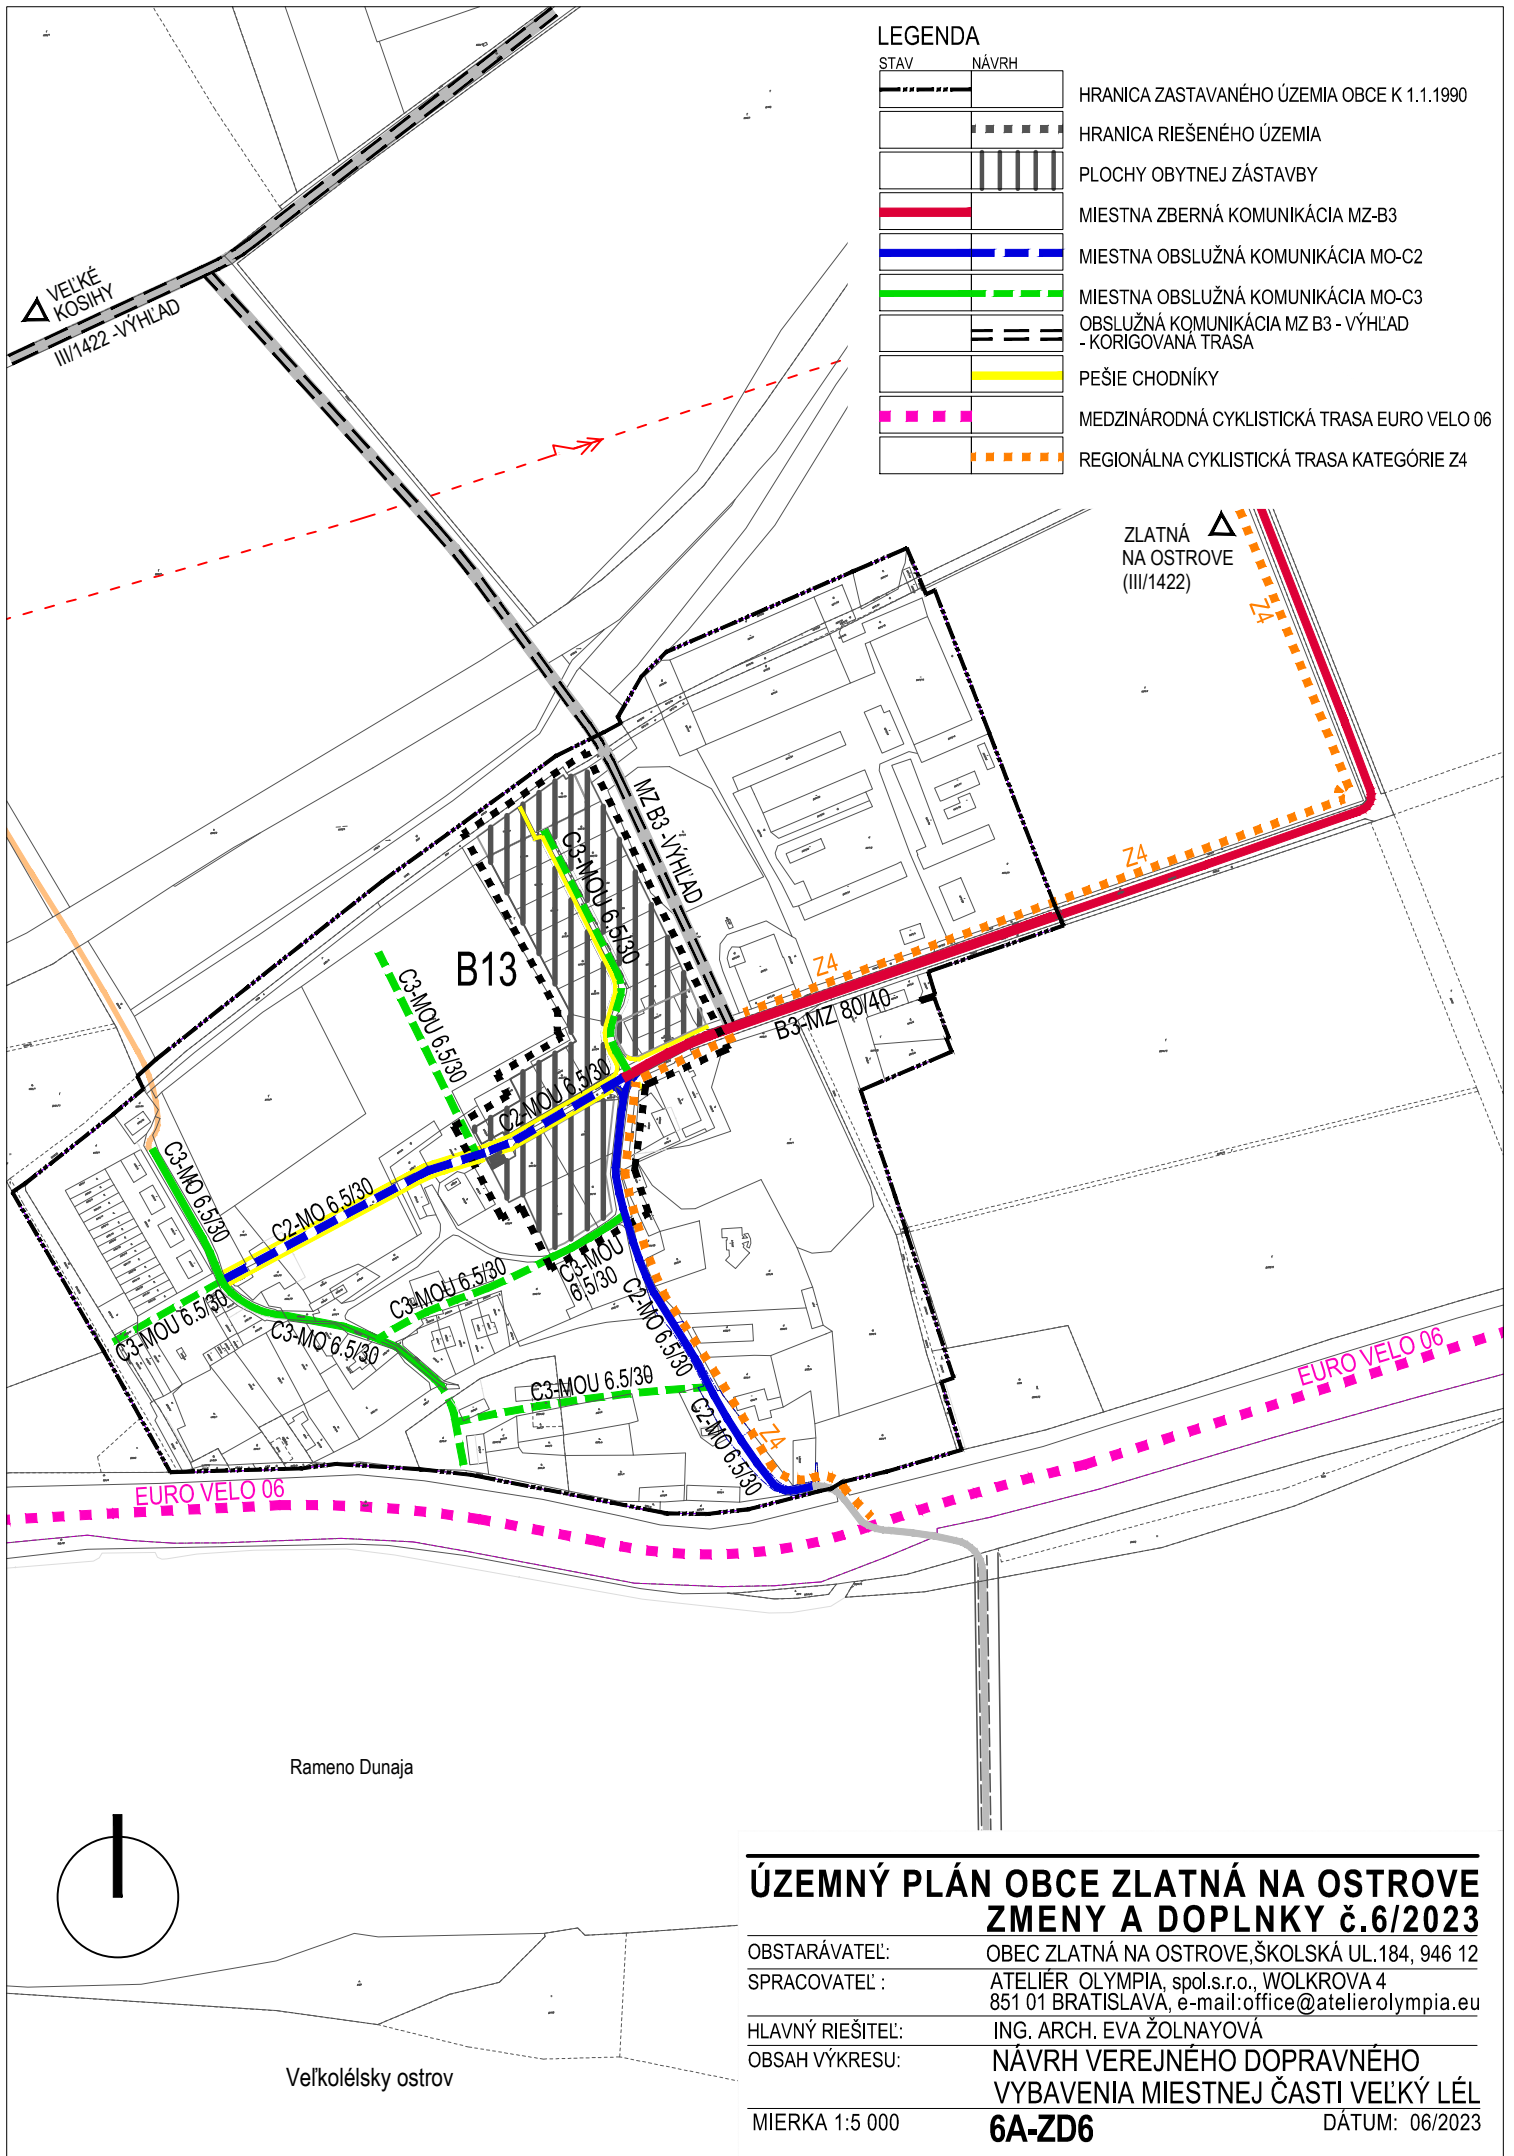 LEGENDA
STAV NÁVRH
HRANICA ZASTAVANÉHO ÚZEMIA OBCE K 1.1.1990
HRANICA RIEŠENÉHO ÚZEMIA
PLOCHY OBYTNEJ ZÁSTAVBY
MIESTNA ZBERNÁ KOMUNIKÁCIA MZ-B3
MIESTNA OBSLUŽNÁ KOMUNIKÁCIA MO-C2
MIESTNA OBSLUŽNÁ KOMUNIKÁCIA MO-C3
OBSLUŽNÁ KOMUNIKÁCIA MZ B3 - VÝHĽAD
- KORIGOVANÁ TRASA
PEŠIE CHODNÍKY
MEDZINÁRODNÁ CYKLISTICKÁ TRASA EURO VELO 06
REGIONÁLNA CYKLISTICKÁ TRASA KATEGÓRIE Z4
VEĽKÉ
KOSIHY
III/1422 -VÝHĽAD
ZLATNÁ
NA OSTROVE
(III/1422)
Z4
MZ B3 -VÝHĽAD
C3-MOU 6.5/30
Z4
B13
Z4
C3-MOU 6.5/30
B3-MZ 80/40
C2-MOU 6.5/30
C3-MO 6.5/30
C2-MO 6.5/30
C3-MOU 6.5/30
C3-MOU
6.5/30
C3-MOU 6.5/30
C3-MO 6.5/30
C2-MO 6.5/30
C3-MOU 6.5/30
C2-MO 6.5/30
Z4
EURO VELO 06
EURO VELO 06
Rameno Dunaja
Veľkolélsky ostrov
ÚZEMNÝ PLÁN OBCE ZLATNÁ NA OSTROVE
ZMENY A DOPLNKY č.6/2023
OBSTARÁVATEĽ: OBEC ZLATNÁ NA OSTROVE,ŠKOLSKÁ UL.184, 946 12
SPRACOVATEĽ : ATELIÉR OLYMPIA, spol.s.r.o., WOLKROVA 4
851 01 BRATISLAVA, e-mail:office@atelierolympia.eu
HLAVNÝ RIEŠITEĽ: ING. ARCH. EVA ŽOLNAYOVÁ
OBSAH VÝKRESU: NÁVRH VEREJNÉHO DOPRAVNÉHO
VYBAVENIA MIESTNEJ ČASTI VEĽKÝ LÉL
MIERKA 1:5 000 6A-ZD6 DÁTUM: 06/2023